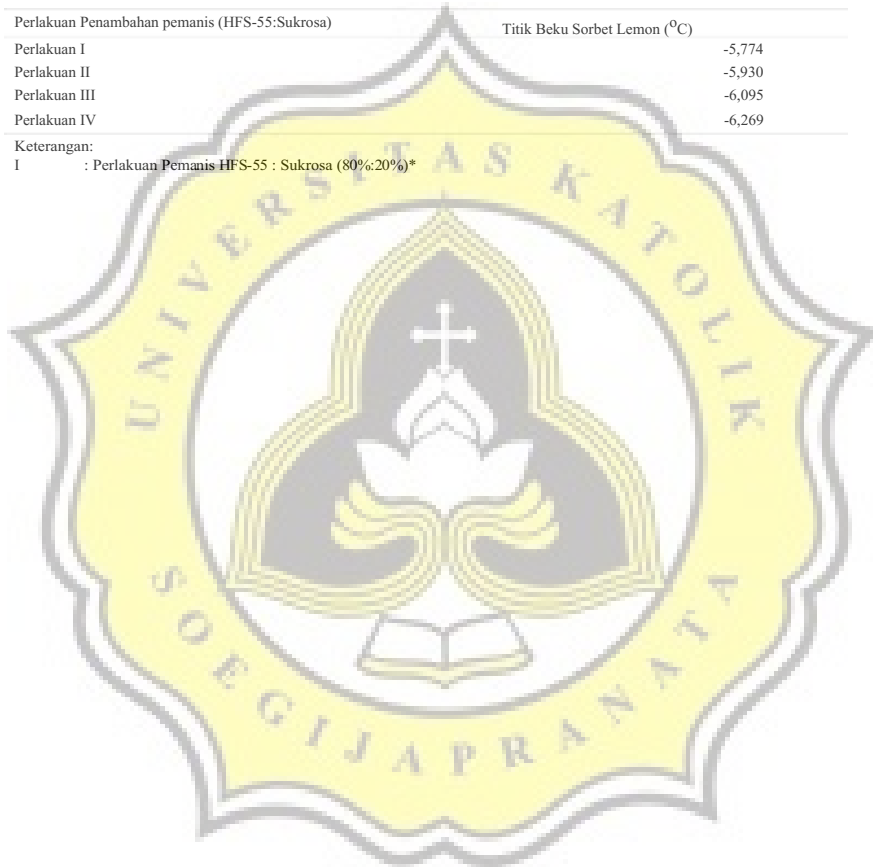 Perlakuan Penambahan pemanis (HFS-55:Sukrosa) Titik Beku Sorbet Lemon (°C)
Perlakuan I -5,774
Perlakuan II -5,930
Perlakuan III -6,095
Perlakuan IV -6,269
Keterangan:
I : Perlakuan Pemanis HFS-55 : Sukrosa (80%:20%)*
UNIVERSITAS KATOLIK
SOEGIJAPRANATA